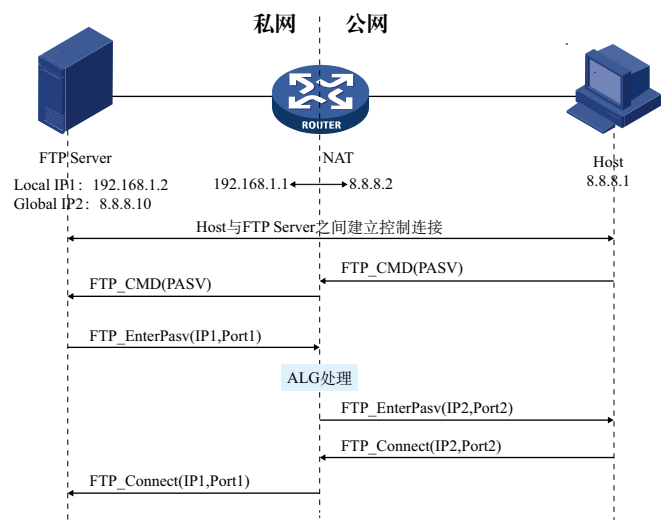 私网 公网
ROUTER
FTP Server
NAT
Host
Local IP1：192.168.1.2
192.168.1.1 8.8.8.2
8.8.8.1
Global IP2：8.8.8.10
Host与FTP Server之间建立控制连接
FTP_CMD(PASV)
FTP_CMD(PASV)
FTP_EnterPasv(IP1,Port1)
ALG处理
FTP_EnterPasv(IP2,Port2)
FTP_Connect(IP2,Port2)
FTP_Connect(IP1,Port1)